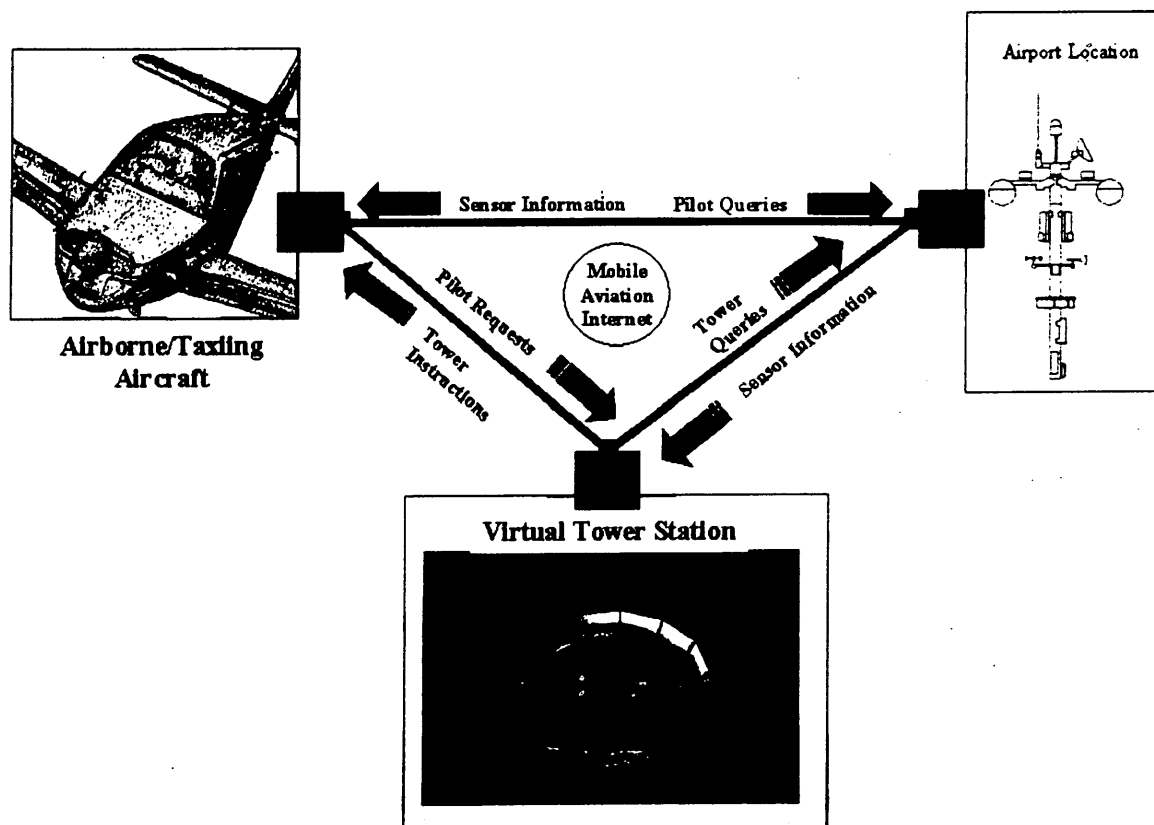 Airport Location
Sensor Information
Pilot Queries
Mobile
Aviation
Internet
Pilot Requests
Tower
Instructions
Tower
Queries
Sensor Information
Airborne/Taxiing
Aircraft
Virtual Tower Station